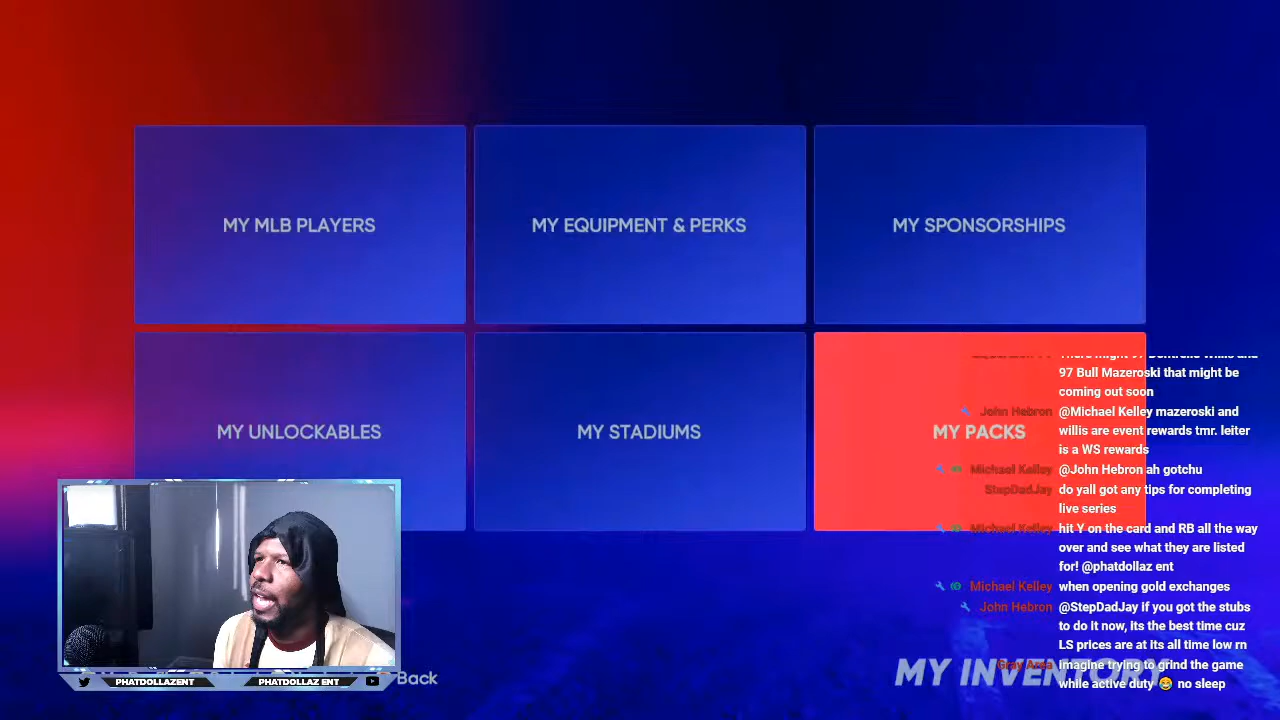 MY MLB PLAYERS
MY EQUIPMENT & PERKS
MY SPONSORSHIPS
MY UNLOCKABLES
MY STADIUMS
MY PACKS
and
97 Bull Mazeroski that might be
coming out soon
John Hebron @Michael Kelley mazeroski and
willis are event rewards tmr. leiter
is a WS rewards
Michael Kelley @John Hebron ah gotchu
StepDadJay do yall got any tips for completing
live series
Michael Kelley hit Y on the card and RB all the way
over and see what they are listed
for! @phatdollaz ent
Michael Kelley when opening gold exchanges
John Hebron @StepDadJay if you got the stubs
to do it now, its the best time cuz
LS prices are at its all time low rn
Gray Area Imagine trying to grind the game
while active duty 😂 no sleep
MY INVENTORY
Back
PHATDOLLAZENT
PHATDOLLAZ ENT